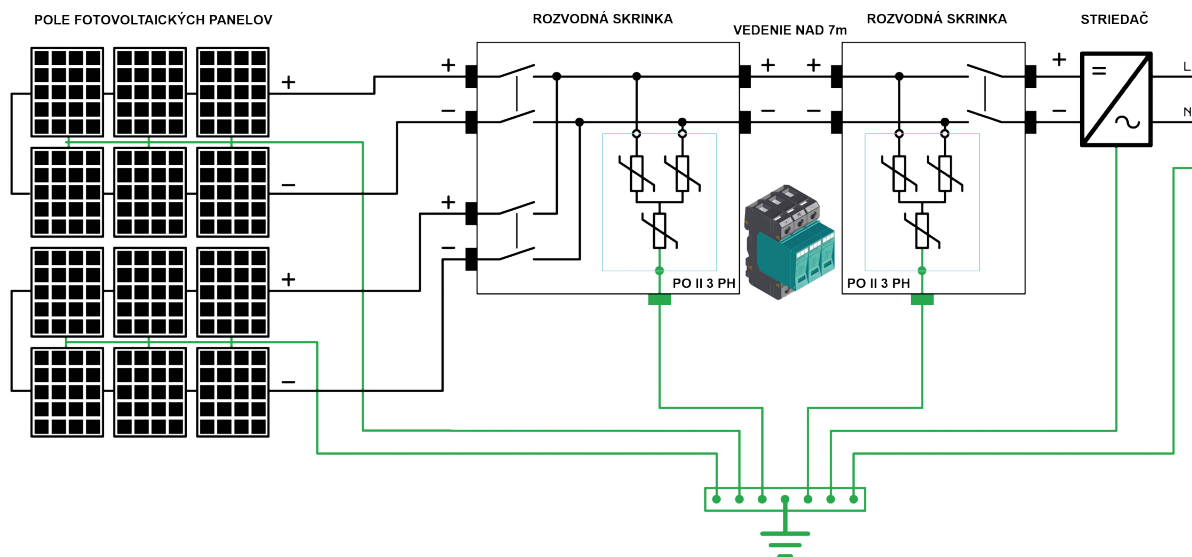 POLE FOTOVOLTAICKÝCH PANELOV
ROZVODNÁ SKRINKA
VEDENIE NAD 7m
ROZVODNÁ SKRINKA
STRIEDAČ
+ + + + +
L
− − − − −
N
−
+
−
+
−
PO II 3 PH
PO II 3 PH